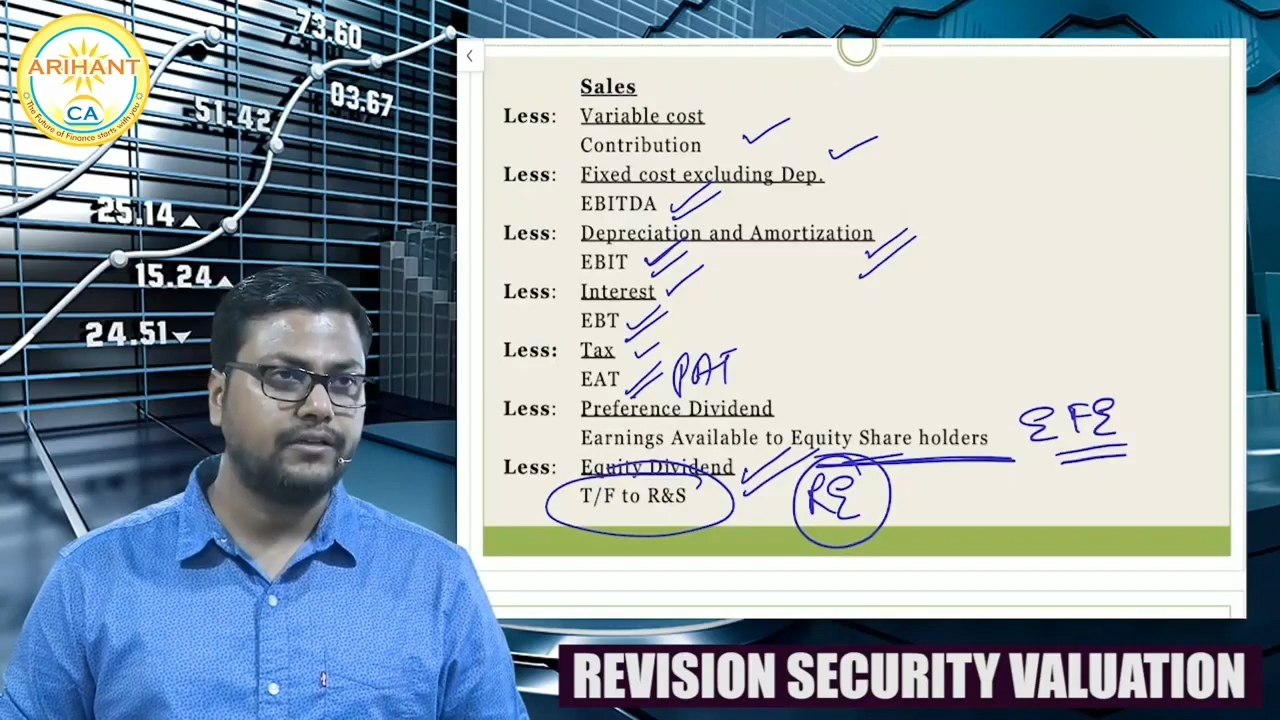 ARIHANT
CA
The Future of Finance starts with you
73.60
51.42
03.67
25.14
15.24
24.51
Sales
Less: Variable cost
Contribution
Less: Fixed cost excluding Dep.
EBITDA
Less: Depreciation and Amortization
EBIT
Less: Interest
EBT
Less: Tax
EAT PAT
Less: Preference Dividend
Earnings Available to Equity Share holders EFE
Less: Equity Dividend
T/F to R&S RE
REVISION SECURITY VALUATION